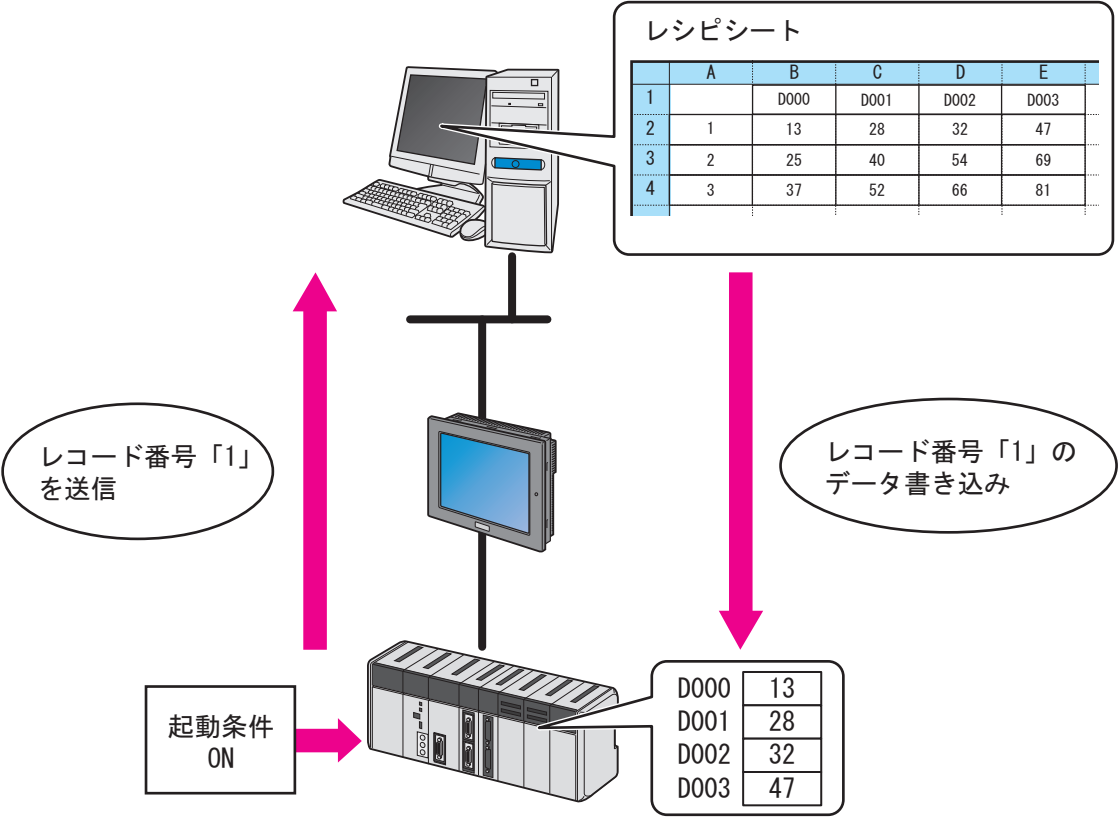 レシピシート
A B C D E
1 D000 D001 D002 D003
2 1 13 28 32 47
3 2 25 40 54 69
4 3 37 52 66 81
レコード番号「1」
を送信
レコード番号「1」の
データ書き込み
起動条件
ON
D000 13
D001 28
D002 32
D003 47